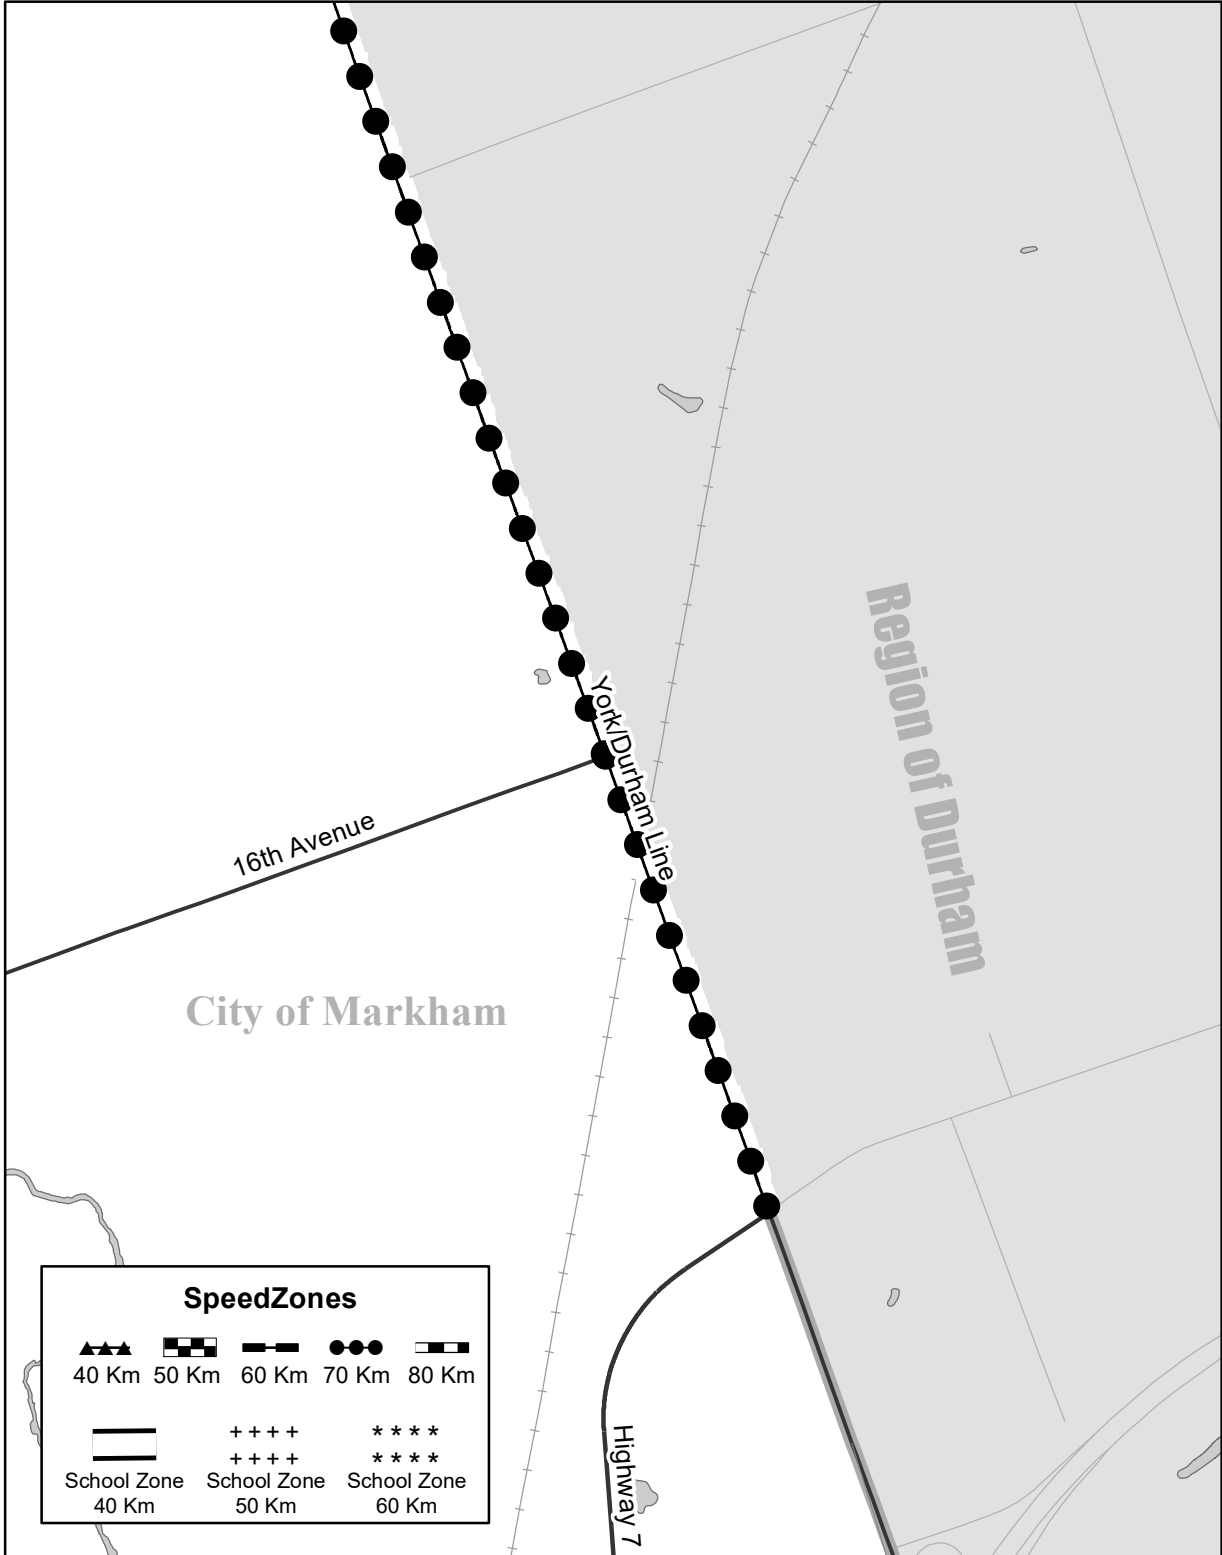 Region of Durham
York/Durham Line
16th Avenue
City of Markham
Highway 7
SpeedZones
40 Km 50 Km 60 Km 70 Km 80 Km
School Zone School Zone School Zone
40 Km 50 Km 60 Km